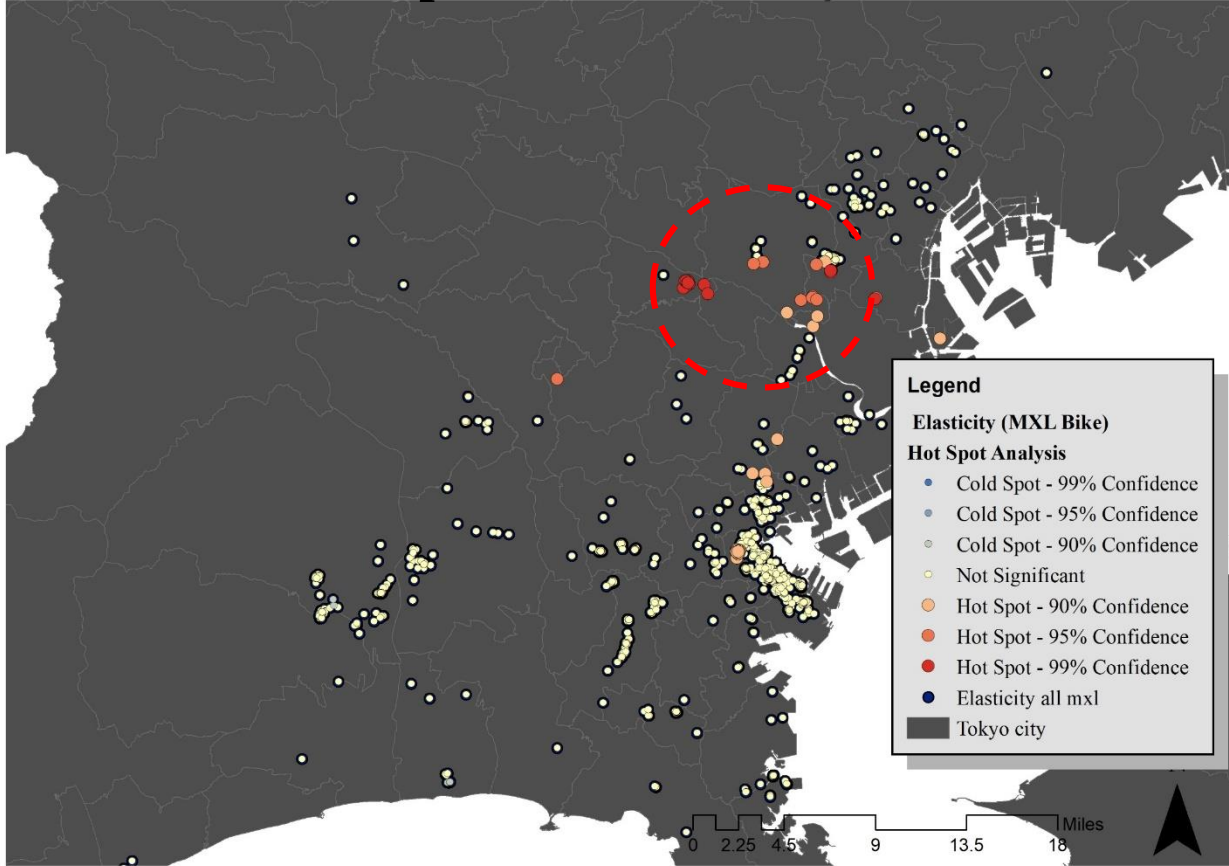 Legend
Elasticity (MXL Bike)
Hot Spot Analysis
Cold Spot - 99% Confidence
Cold Spot - 95% Confidence
Cold Spot - 90% Confidence
Not Significant
Hot Spot - 90% Confidence
Hot Spot - 95% Confidence
Hot Spot - 99% Confidence
Elasticity all mxl
Tokyo city
Miles
0 2.25 4.5 9 13.5 18